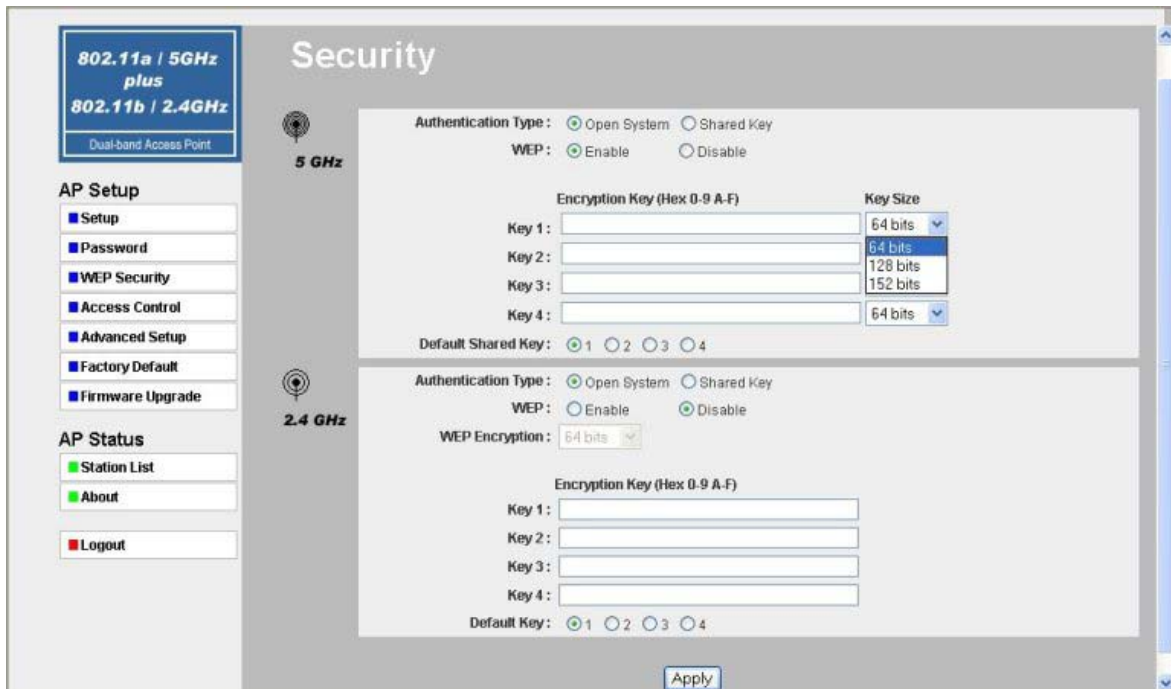 802.11a / 5GHz
plus
802.11b / 2.4GHz
Dual-band Access Point
AP Setup
Setup
Password
WEP Security
Access Control
Advanced Setup
Factory Default
Firmware Upgrade
AP Status
Station List
About
Logout
Security
5 GHz
Authentication Type : Open System Shared Key
WEP : Enable Disable
Encryption Key (Hex 0-9 A-F) Key Size
Key 1 : 64 bits
Key 2 : 64 bits
128 bits
Key 3 : 152 bits
Key 4 : 64 bits
Default Shared Key : 1 2 3 4
2.4 GHz
Authentication Type : Open System Shared Key
WEP : Enable Disable
WEP Encryption : 64 bits
Encryption Key (Hex 0-9 A-F)
Key 1 :
Key 2 :
Key 3 :
Key 4 :
Default Key : 1 2 3 4
Apply